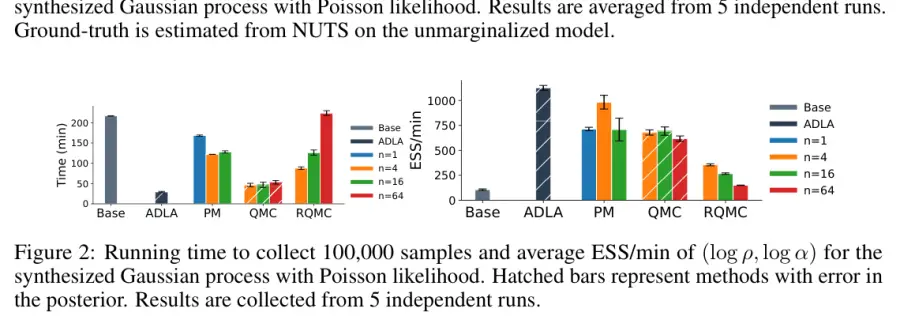 synthesized Gaussian process with Poisson likelihood. Results are averaged from 5 independent runs.
Ground-truth is estimated from NUTS on the unmarginalized model.
Time (min)
200
150
100
50
0
Base
ADLA
PM
QMC
RQMC
Base
ADLA
n=1
n=4
n=16
n=64
ESS/min
1000
750
500
250
0
Base
ADLA
PM
QMC
RQMC
Base
ADLA
n=1
n=4
n=16
n=64
Figure 2: Running time to collect 100,000 samples and average ESS/min of (log ρ, log α) for the
synthesized Gaussian process with Poisson likelihood. Hatched bars represent methods with error in
the posterior. Results are collected from 5 independent runs.